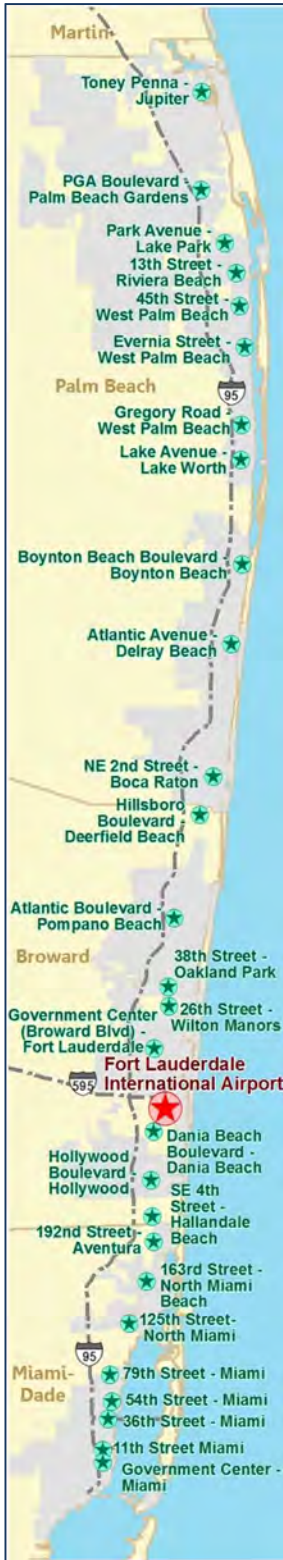 Martin
Toney Penna -
Jupiter
PGA Boulevard -
Palm Beach Gardens
Park Avenue -
Lake Park
13th Street -
Riviera Beach
45th Street -
West Palm Beach
Evernia Street -
West Palm Beach
Palm Beach
95
Gregory Road -
West Palm Beach
Lake Avenue -
Lake Worth
Boynton Beach Boulevard -
Boynton Beach
Atlantic Avenue -
Delray Beach
NE 2nd Street -
Boca Raton
Hillsboro
Boulevard -
Deerfield Beach
Atlantic Boulevard -
Pompano Beach
Broward
38th Street -
Oakland Park
26th Street -
Wilton Manors
Government Center
(Broward Blvd) -
Fort Lauderdale
Fort Lauderdale
International Airport
595
Dania Beach
Boulevard -
Dania Beach
Hollywood
Boulevard -
Hollywood
SE 4th
Street -
Hallandale
Beach
192nd Street -
Aventura
163rd Street -
North Miami
Beach
125th Street-
North Miami
95
Miami-
Dade
79th Street - Miami
54th Street - Miami
36th Street - Miami
11th Street Miami
Government Center -
Miami